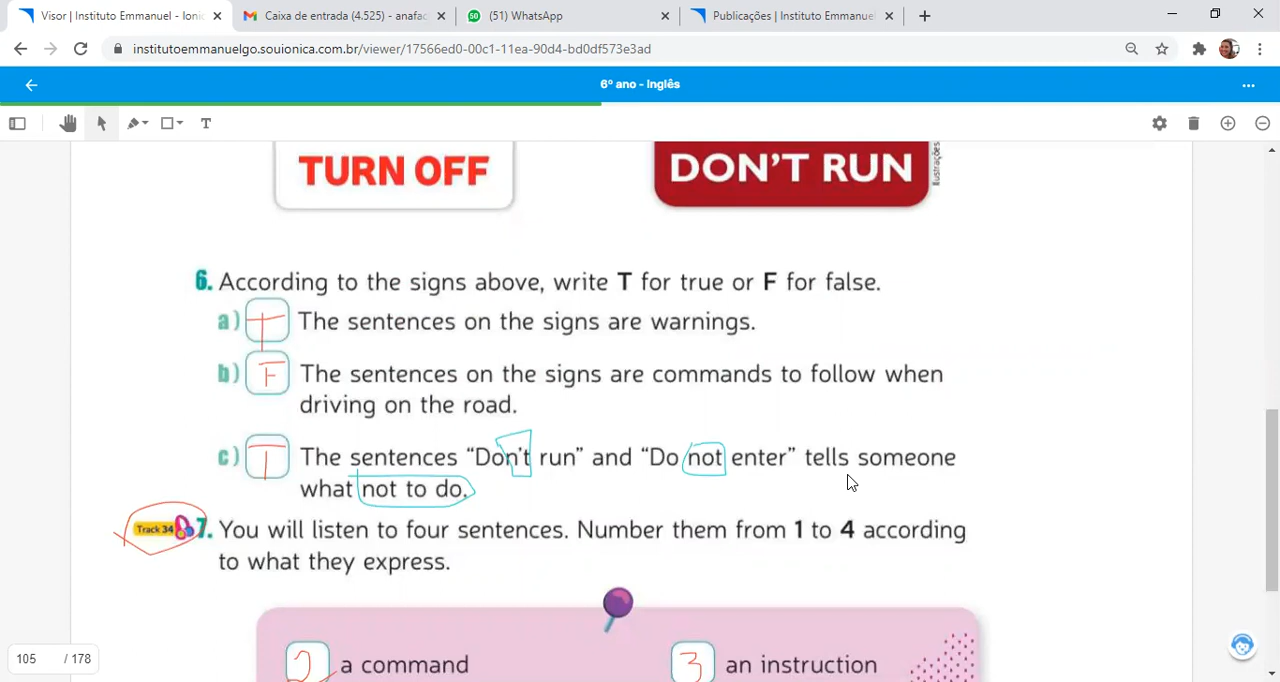 Visor | Instituto Emmanuel - Ionic
Caixa de entrada (4.525) - anafac
(51) WhatsApp
Publicações | Instituto Emmanuel
institutoemmanuelgo.souionica.com.br/viewer/17566ed0-00c1-11ea-90d4-bd0df573e3ad
6º ano - Inglês
TURN OFF
DON'T RUN
Ilustrações
6. According to the signs above, write T for true or F for false.
a) T The sentences on the signs are warnings.
b) F The sentences on the signs are commands to follow when
driving on the road.
c) T The sentences “Don't run” and “Do not enter” tells someone
what not to do.
Track 34 7. You will listen to four sentences. Number them from 1 to 4 according
to what they express.
2 a command
3 an instruction
105 / 178